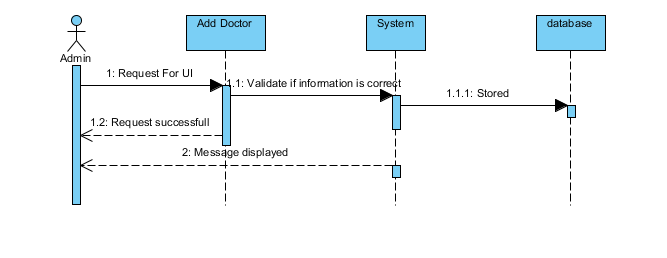 Add Doctor
System
database
Admin
1: Request For UI
1.1: Validate if information is correct
1.1.1: Stored
1.2: Request successfull
2: Message displayed